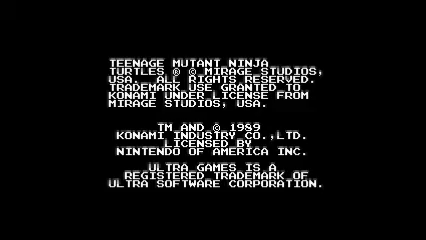 TEENAGE MUTANT NINJA
TURTLES ® © MIRAGE STUDIOS,
USA. ALL RIGHTS RESERVED.
TRADEMARK USE GRANTED TO
KONAMI UNDER LICENSE FROM
MIRAGE STUDIOS, USA.
TM AND © 1989
KONAMI INDUSTRY CO.,LTD.
LICENSED BY
NINTENDO OF AMERICA INC.
ULTRA GAMES IS A
REGISTERED TRADEMARK OF
ULTRA SOFTWARE CORPORATION.